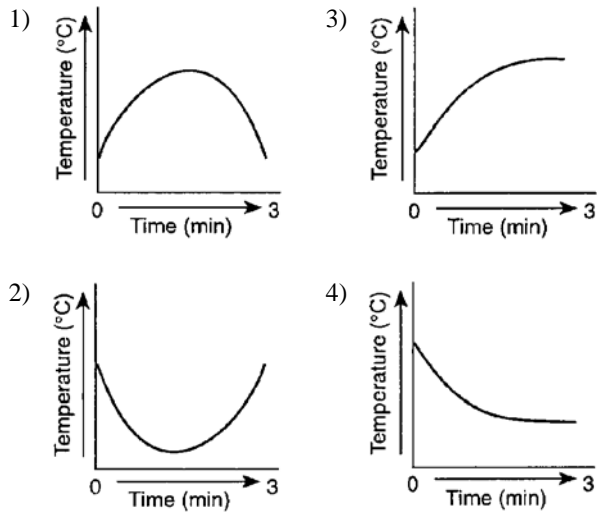 1)
Temperature (°C)
0
3
Time (min)
3)
Temperature (°C)
0
3
Time (min)
2)
Temperature (°C)
0
3
Time (min)
4)
Temperature (°C)
0
3
Time (min)